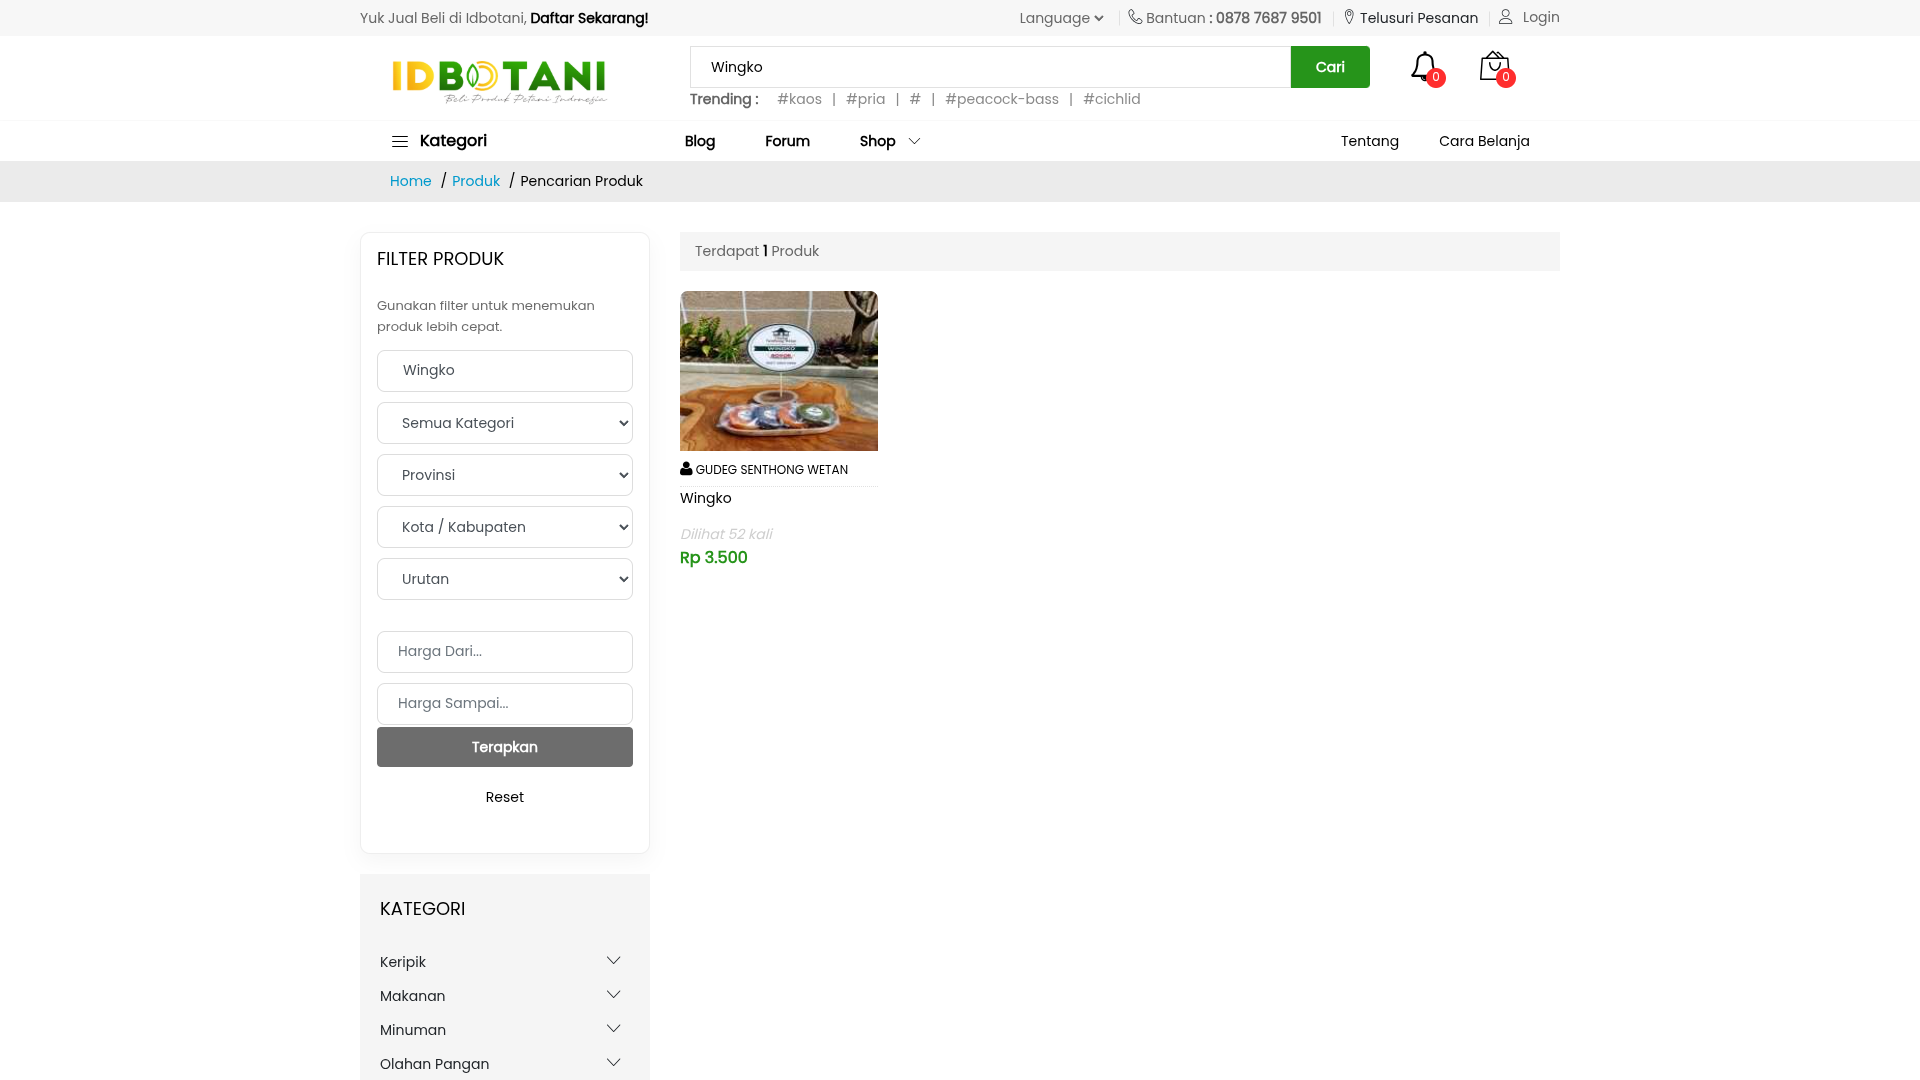 Yuk Jual Beli di Idbotani, Daftar Sekarang!
Language
Bantuan : 0878 7687 9501
Telusuri Pesanan
Login
IDBOTANI
Beli Produk Petani Indonesia
Wingko
Cari
0
0
Trending : #kaos | #pria | # | #peacock-bass | #cichlid
Kategori
Blog
Forum
Shop
Tentang
Cara Belanja
Home / Produk / Pencarian Produk
FILTER PRODUK
Gunakan filter untuk menemukan
produk lebih cepat.
Wingko
Semua Kategori
Provinsi
Kota / Kabupaten
Urutan
Harga Dari...
Harga Sampai...
Terapkan
Reset
KATEGORI
Keripik
Makanan
Minuman
Olahan Pangan
Terdapat 1 Produk
WINGKO
GUDEG SENTHONG WETAN
Wingko
Dilihat 52 kali
Rp 3.500